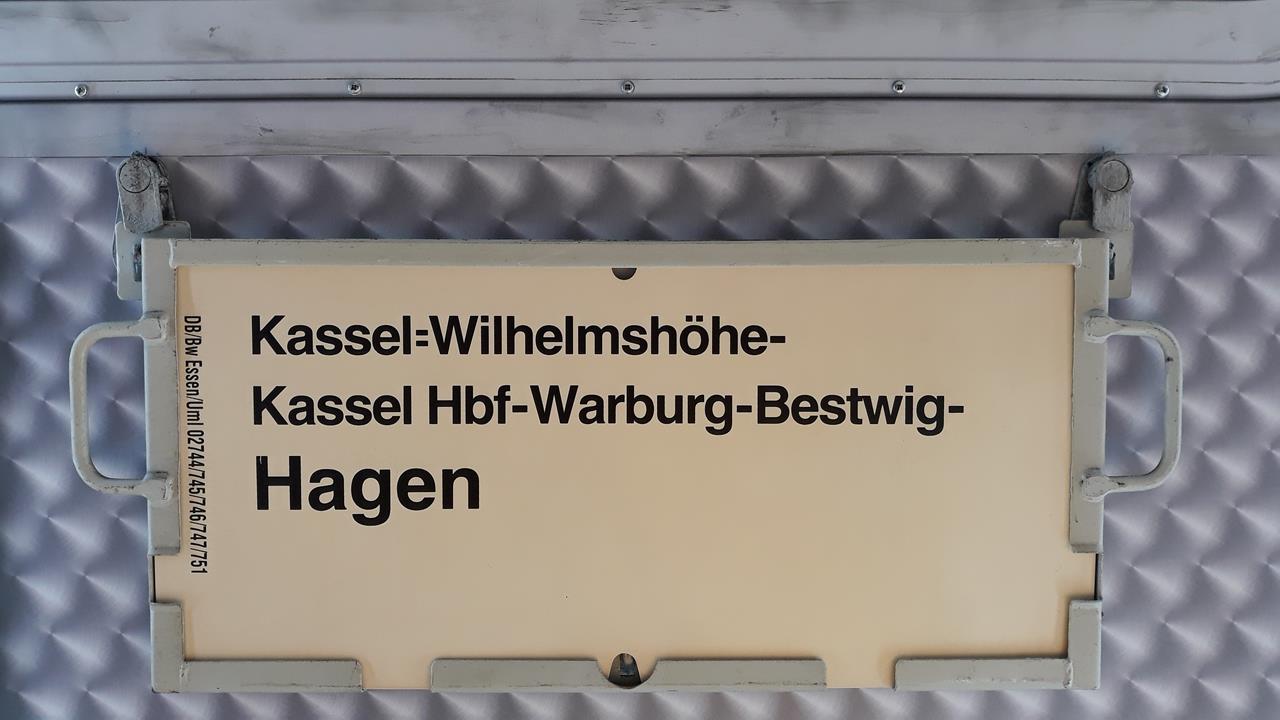 Kassel=Wilhelmshöhe-
Kassel Hbf-Warburg-Bestwig-
Hagen
DB/Bw Essen/Uml 02744/745/746/747/751